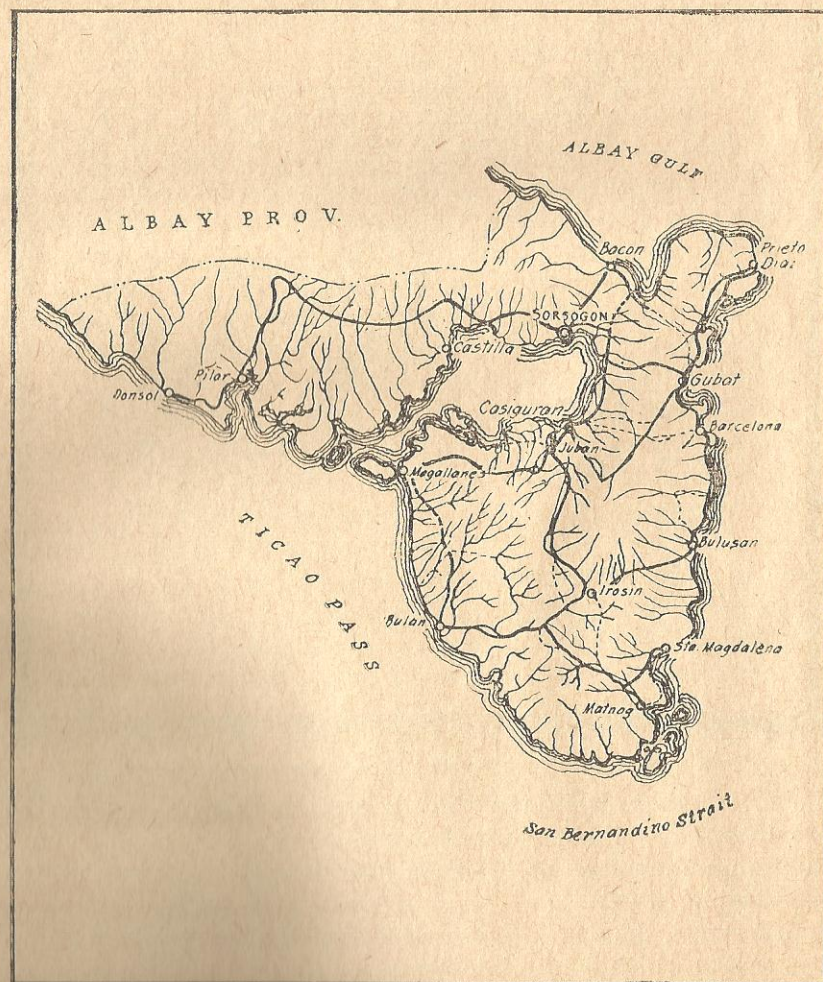 ALBAY GULF
ALBAY PROV.
Bacon
Prieto
Diaz
SORSOGON
Castilla
Pilar
Gubat
Donsol
Casiguran
Barcelona
Juban
Magallanes
TICAO PASS
Bulusan
Irosin
Bulan
Sta. Magdalena
Matnog
San Bernandino Strait